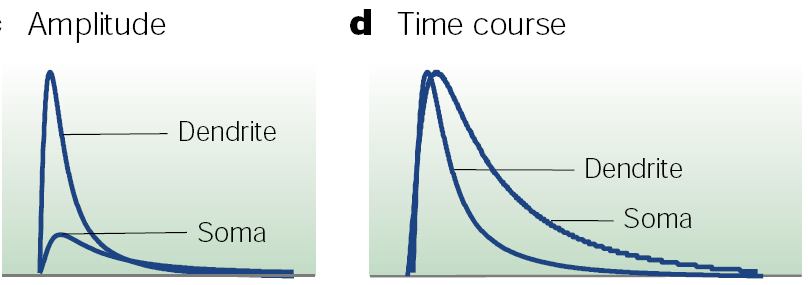 Amplitude
Dendrite
Soma
d Time course
Dendrite
Soma